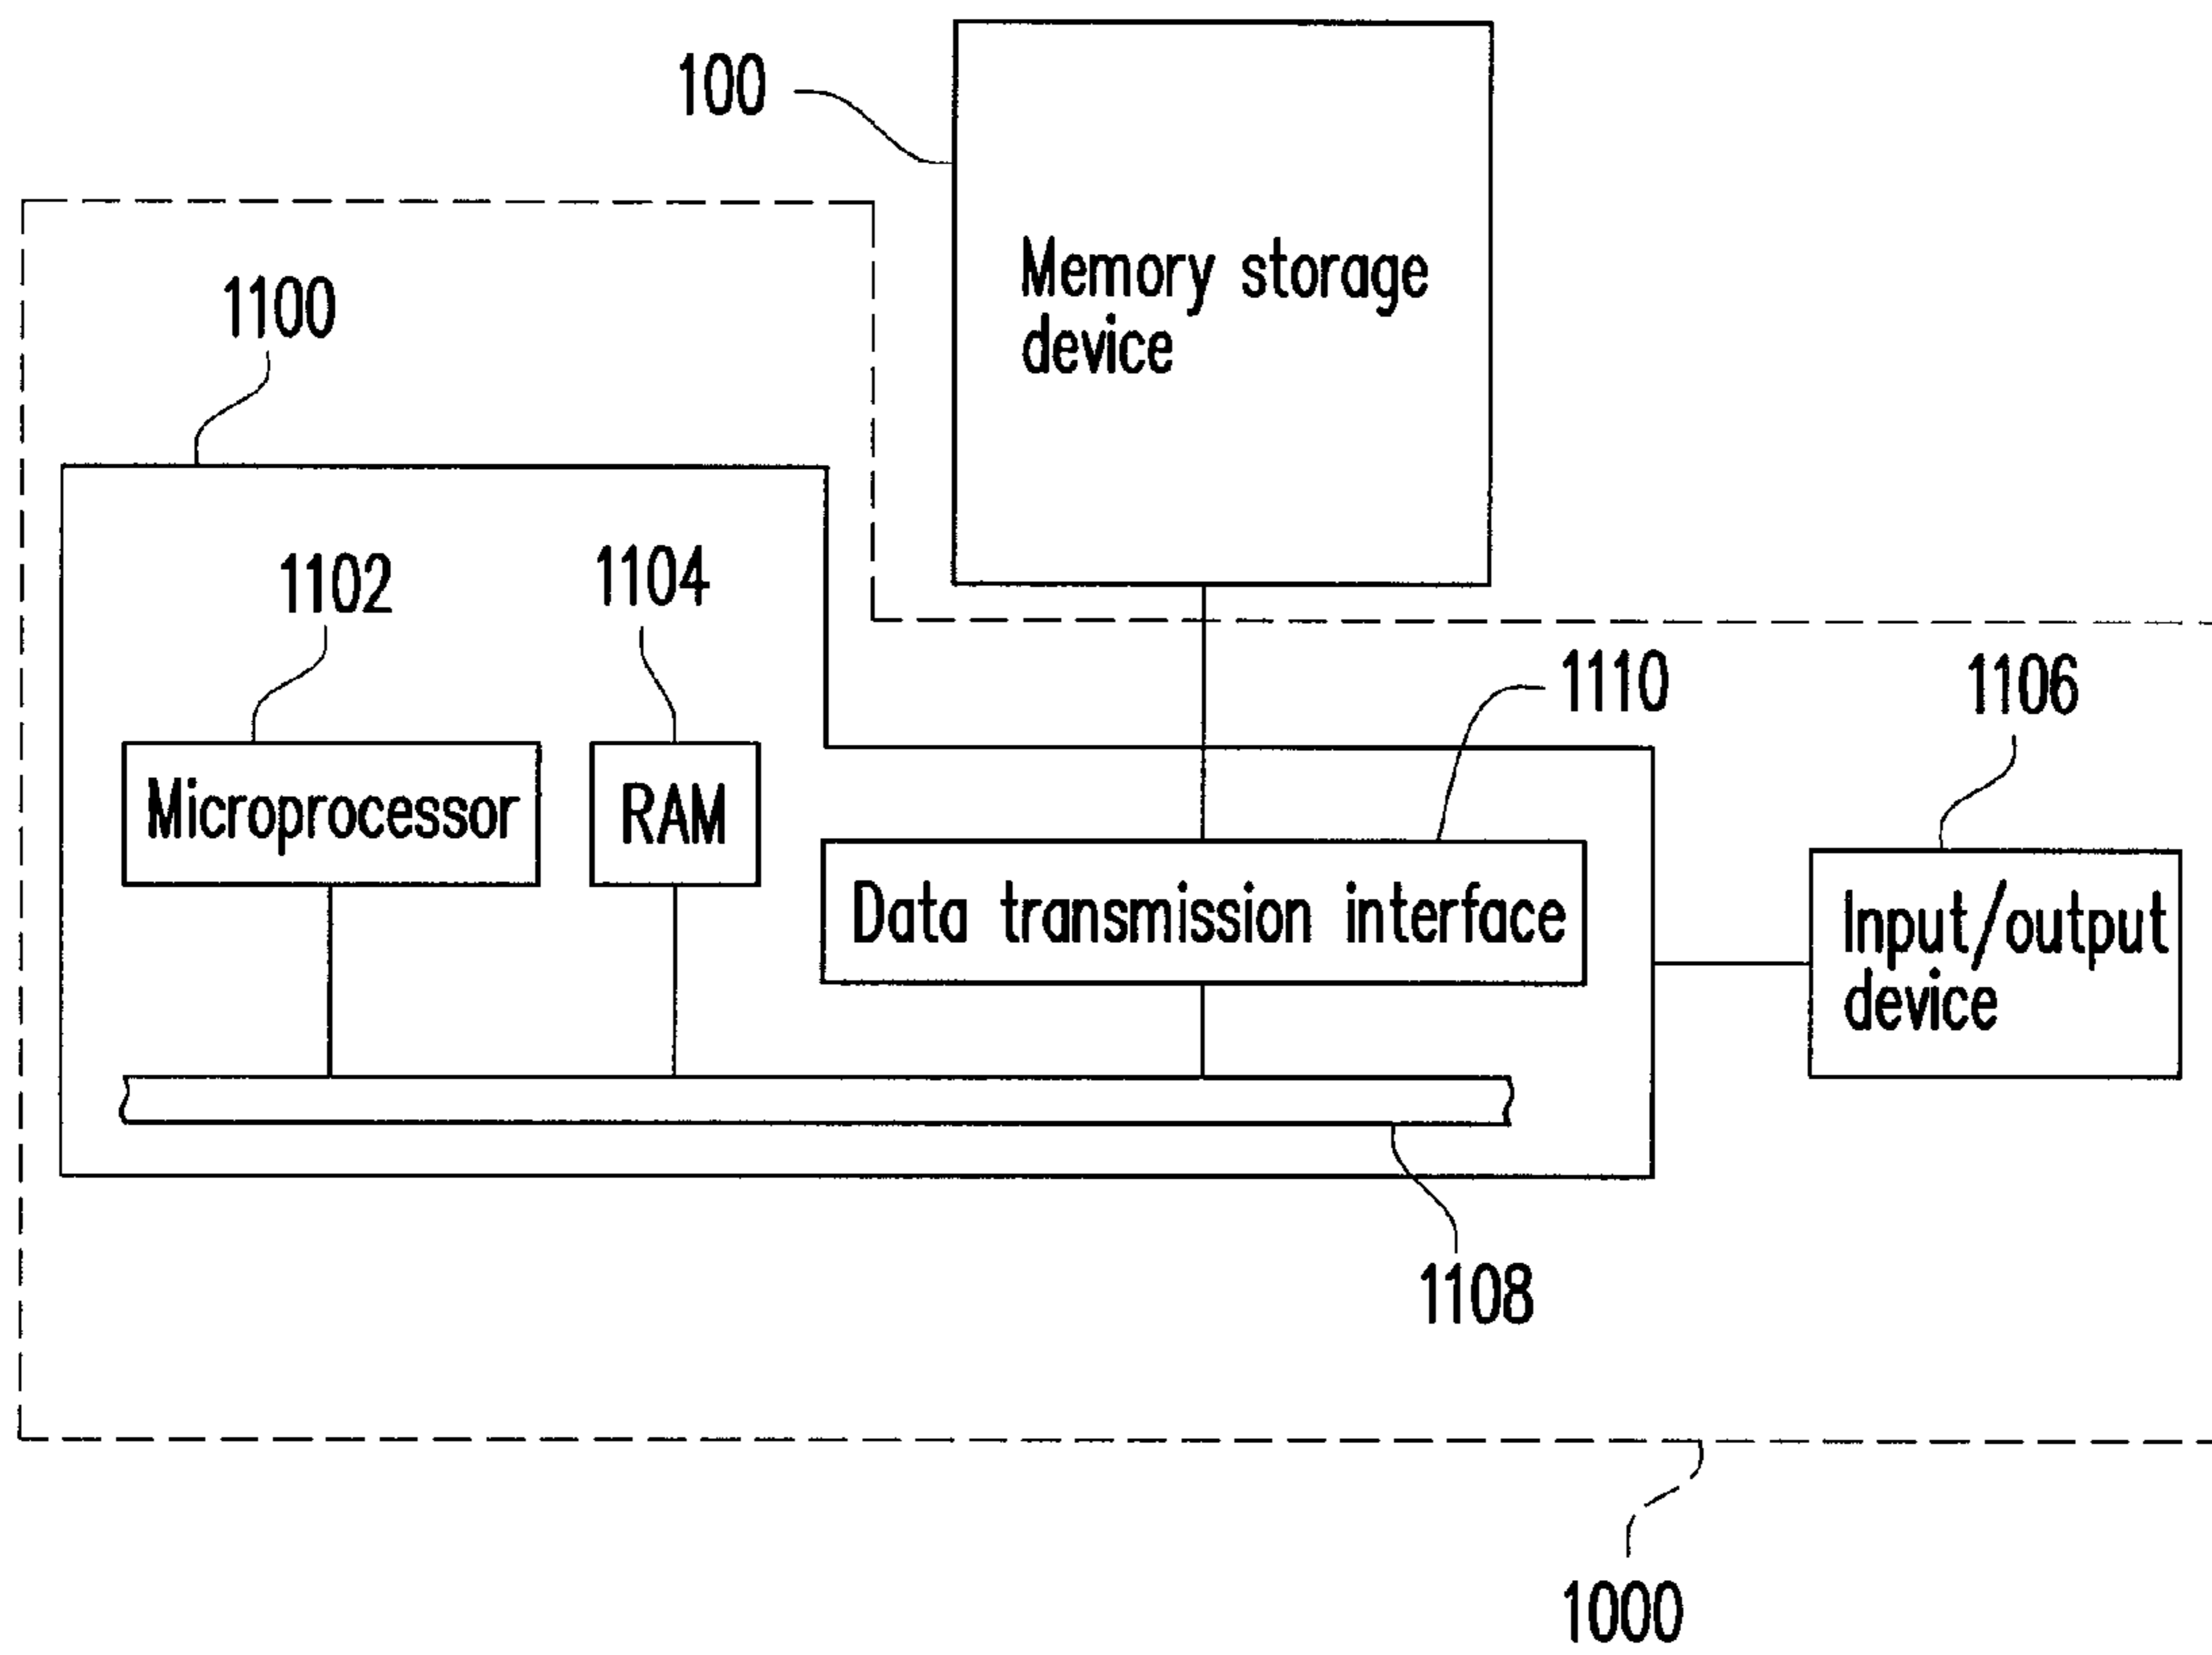 100
Memory storage
device
1100
1102
1104
1110
1106
Microprocessor
RAM
Data transmission interface
Input/output
device
1108
1000